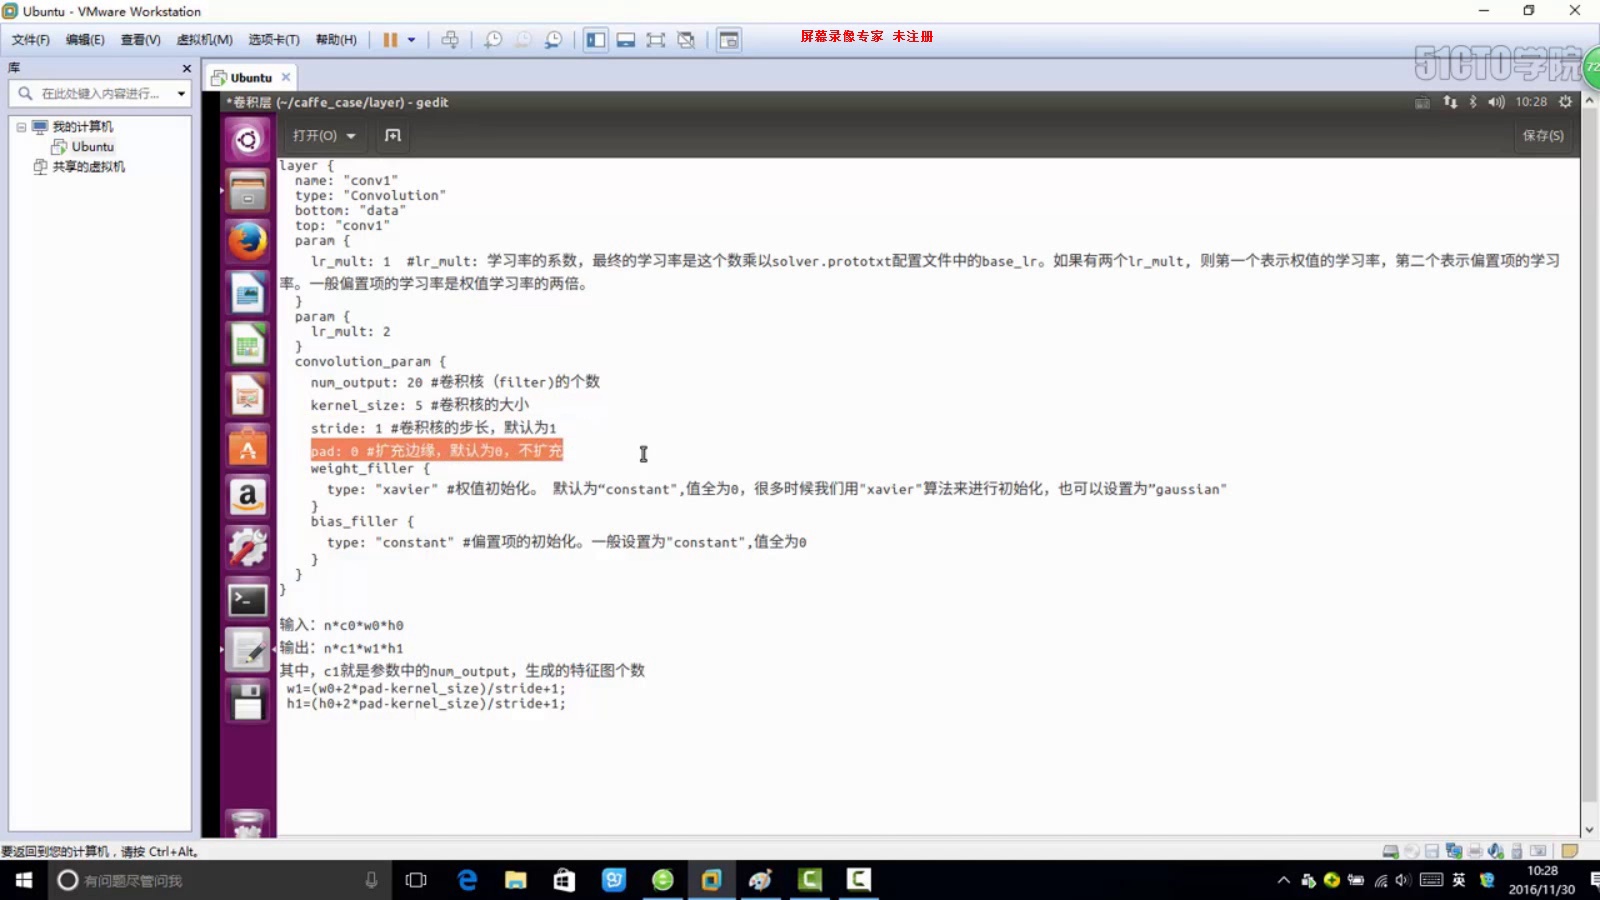 Ubuntu - VMware Workstation
文件(F) 编辑(E) 查看(V) 虚拟机(M) 选项卡(T) 帮助(H)
屏幕录像专家 未注册
51CTO学院
72
库
在此处键入内容进行...
我的计算机
Ubuntu
共享的虚拟机
Ubuntu
*卷积层 (~/caffe_case/layer) - gedit
10:28
打开(O)
保存(S)
layer {
name: "conv1"
type: "Convolution"
bottom: "data"
top: "conv1"
param {
lr_mult: 1 #lr_mult: 学习率的系数，最终的学习率是这个数乘以solver.prototxt配置文件中的base_lr。如果有两个lr_mult, 则第一个表示权值的学习率，第二个表示偏置项的学习
率。一般偏置项的学习率是权值学习率的两倍。
}
param {
lr_mult: 2
}
convolution_param {
num_output: 20 #卷积核（filter)的个数
kernel_size: 5 #卷积核的大小
stride: 1 #卷积核的步长，默认为1
pad: 0 #扩充边缘，默认为0，不扩充
weight_filler {
type: "xavier" #权值初始化。 默认为“constant",值全为0，很多时候我们用"xavier"算法来进行初始化，也可以设置为”gaussian"
}
bias_filler {
type: "constant" #偏置项的初始化。一般设置为"constant",值全为0
}
}
}
输入：n*c0*w0*h0
输出：n*c1*w1*h1
其中，c1就是参数中的num_output，生成的特征图个数
w1=(w0+2*pad-kernel_size)/stride+1;
h1=(h0+2*pad-kernel_size)/stride+1;
要返回到您的计算机，请按 Ctrl+Alt。
有问题尽管问我
英
10:28
2016/11/30